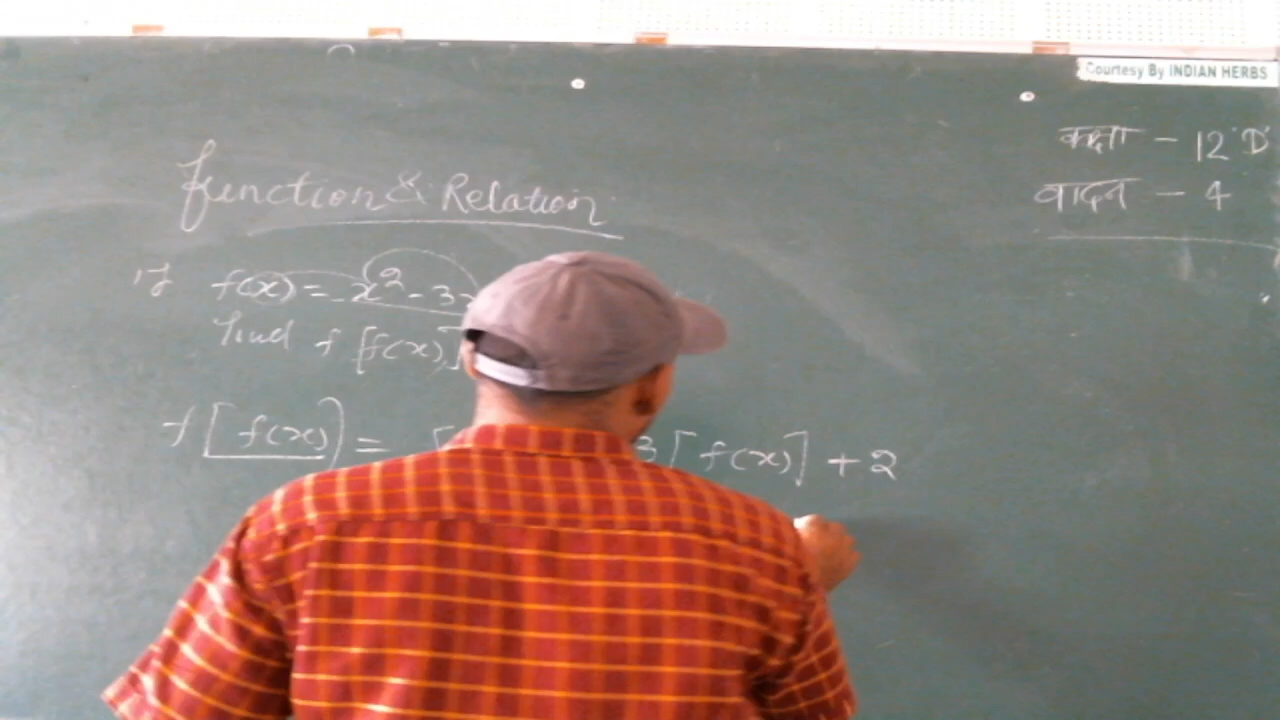 Courtesy By INDIAN HERBS
कक्षा - 12 'D'
वादन - 4
Function & Relation
If f(x) = x² - 3
find f [f(x)]
f [f(x)] = [ 3 [f(x)] + 2